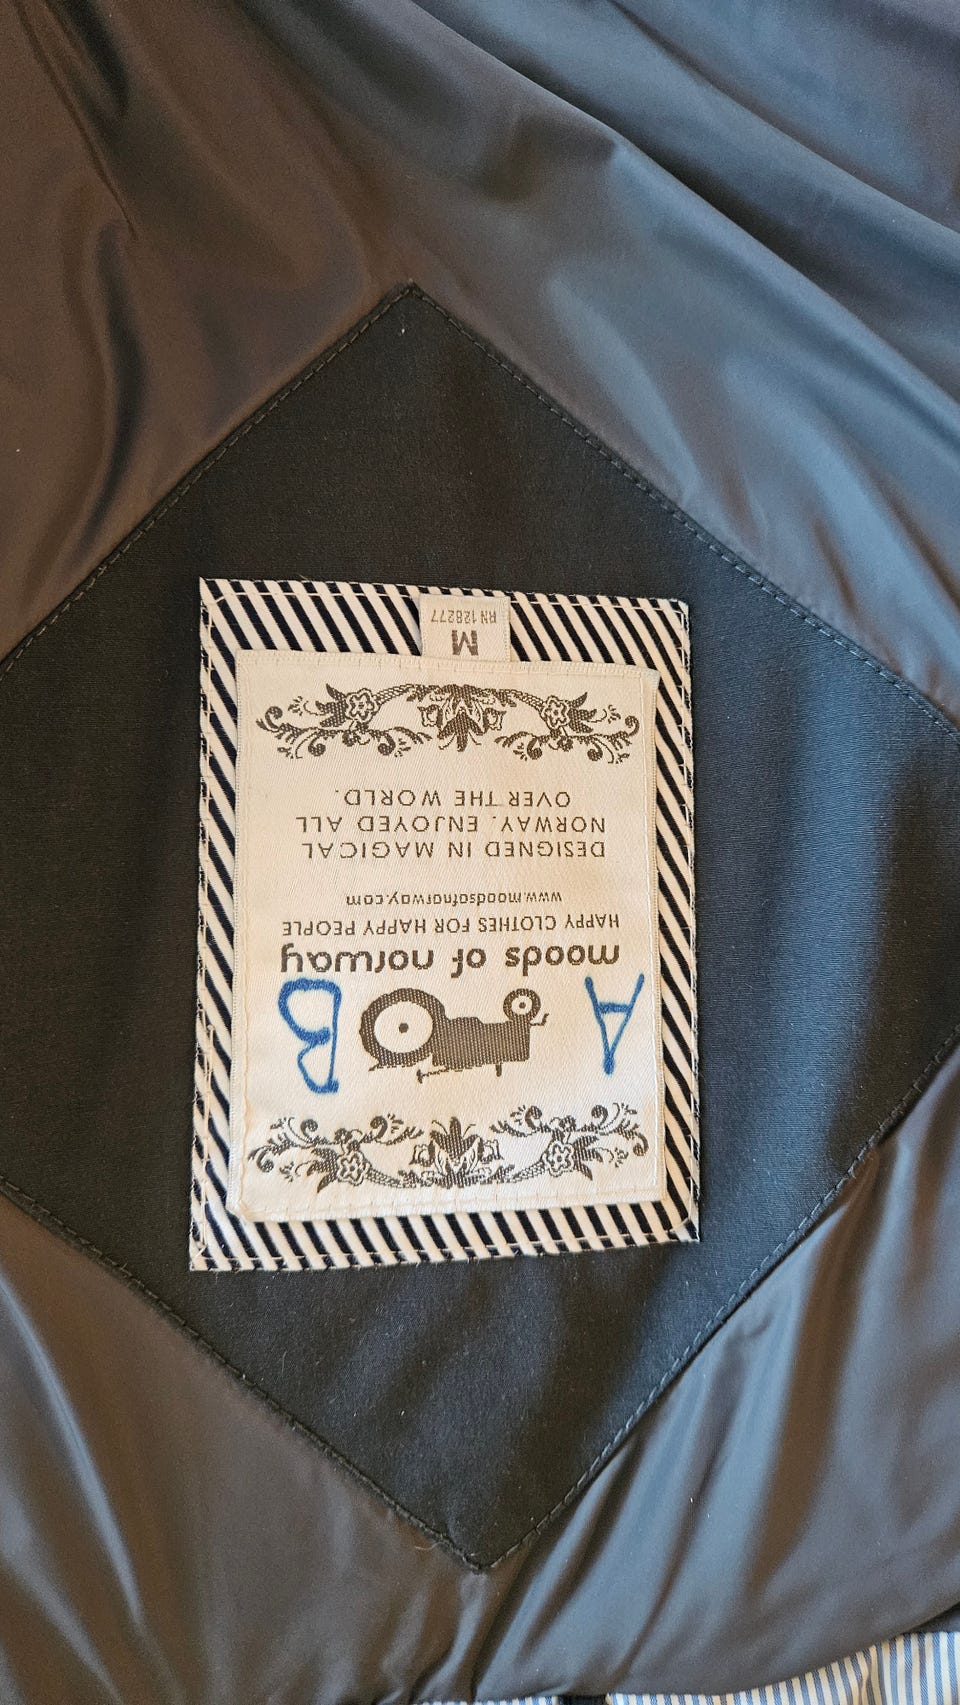 A B
moods of norway
HAPPY CLOTHES FOR HAPPY PEOPLE
www.moodsofnorway.com
DESIGNED IN MAGICAL
NORWAY. ENJOYED ALL
OVER THE WORLD.
M
RN 128277